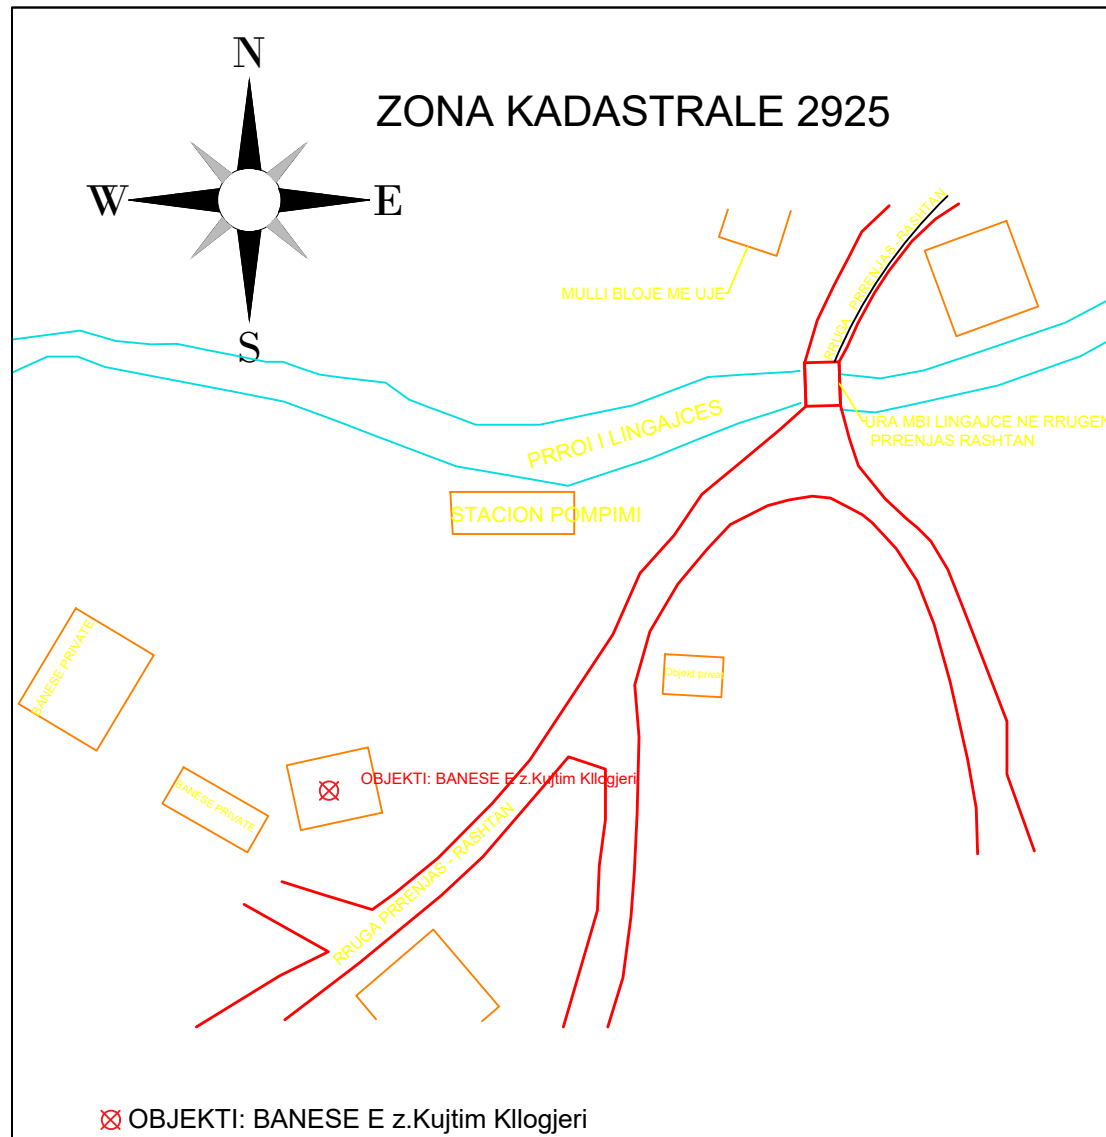 N
ZONA KADASTRALE 2925
W
E
S
RRUGA PRRENJAS - RASHTAN
MULLI BLOJE ME UJE
URA MBI LINGAJCE NE RRUGEN
PRRENJAS RASHTAN
PRROI I LINGAJCES
STACION POMPIMI
BANESE PRIVATE
Objekt privat
OBJEKTI: BANESE E z.Kujtim Kllogjeri
BANESE PRIVATE
RRUGA PRRENJAS - RASHTAN
OBJEKTI: BANESE E z.Kujtim Kllogjeri